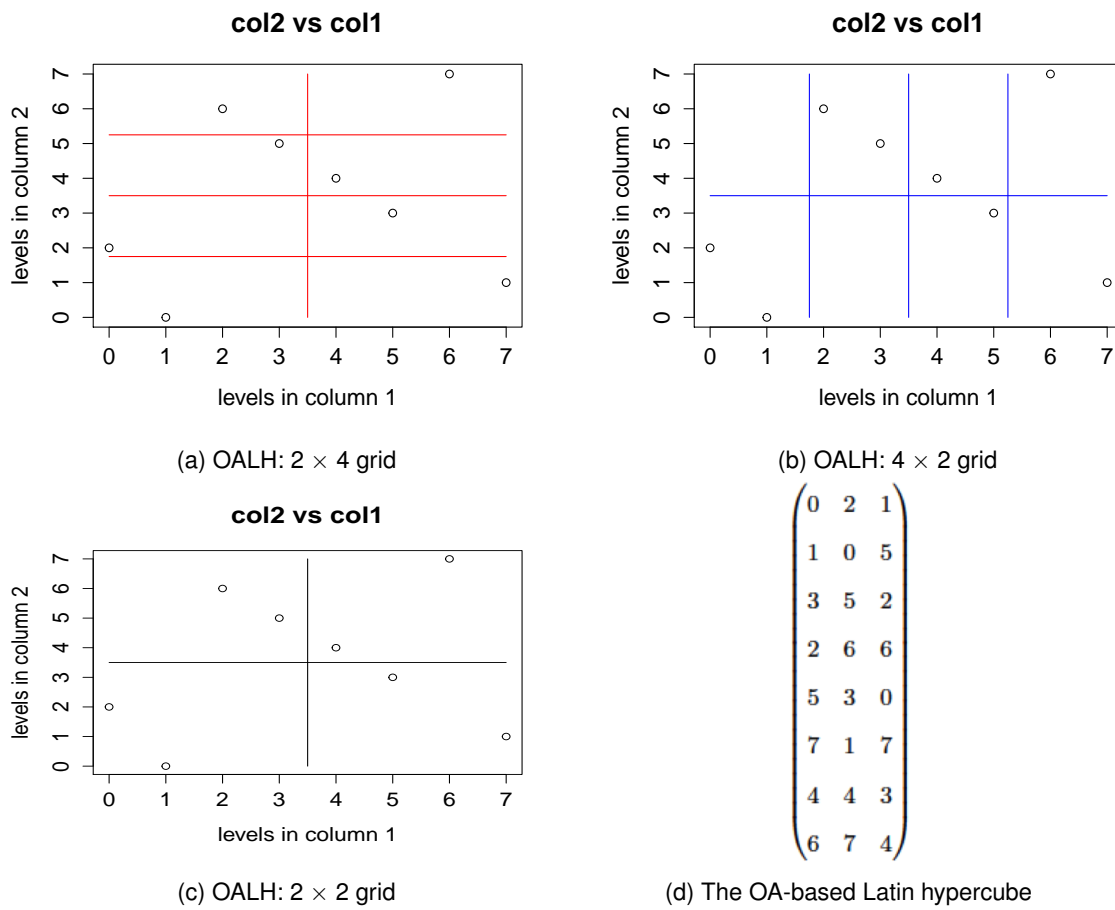 col2 vs col1
levels in column 2
7
6
5
4
3
2
1
0
0 1 2 3 4 5 6 7
levels in column 1
(a) OALH: 2 × 4 grid
col2 vs col1
levels in column 2
7
6
5
4
3
2
1
0
0 1 2 3 4 5 6 7
levels in column 1
(b) OALH: 4 × 2 grid
col2 vs col1
levels in column 2
7
6
5
4
3
2
1
0
0 1 2 3 4 5 6 7
levels in column 1
(c) OALH: 2 × 2 grid
0 2 1
1 0 5
3 5 2
2 6 6
5 3 0
7 1 7
4 4 3
6 7 4
(d) The OA-based Latin hypercube